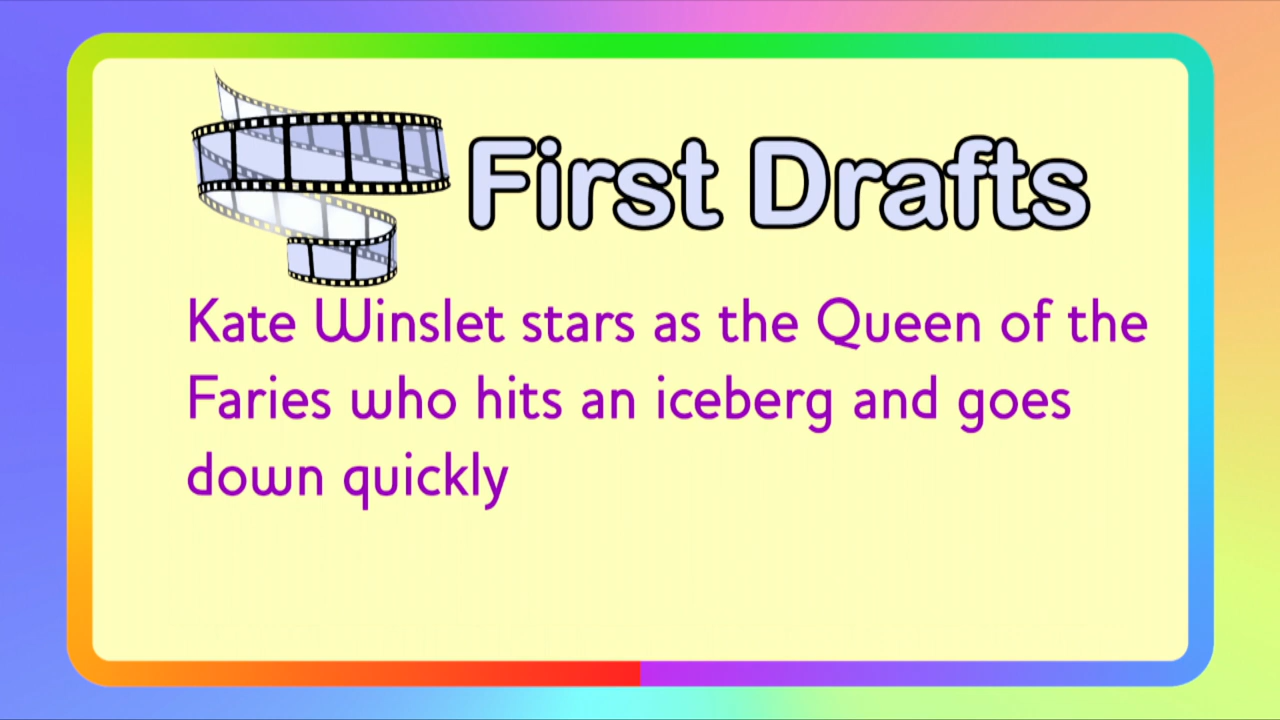 First Drafts
Kate Winslet stars as the Queen of the
Faries who hits an iceberg and goes
down quickly